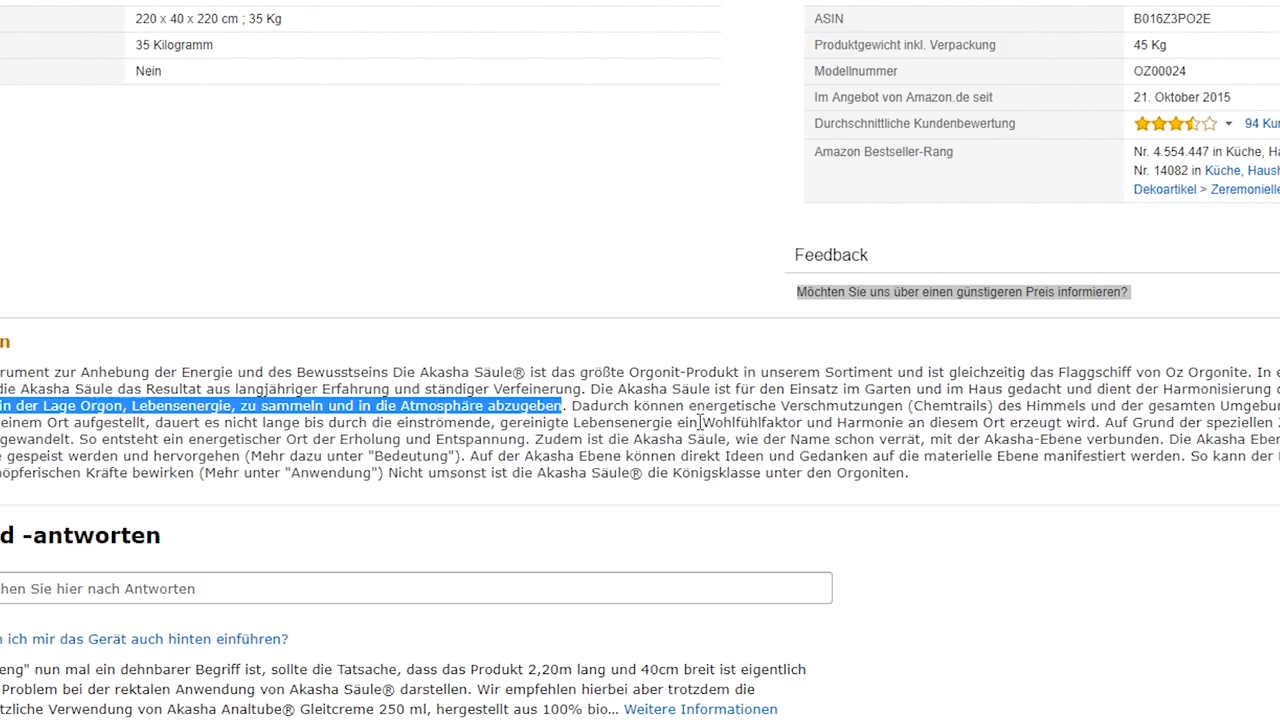 220 x 40 x 220 cm ; 35 Kg
35 Kilogramm
Nein
ASIN B016Z3PO2E
Produktgewicht inkl. Verpackung 45 Kg
Modellnummer OZ00024
Im Angebot von Amazon.de seit 21. Oktober 2015
Durchschnittliche Kundenbewertung 94 Kun
Amazon Bestseller-Rang Nr. 4.554.447 in Küche, Ha
Nr. 14082 in Küche, Haush
Dekoartikel > Zeremonielle
Feedback
Möchten Sie uns über einen günstigeren Preis informieren?
n
rument zur Anhebung der Energie und des Bewusstseins Die Akasha Säule® ist das größte Orgonit-Produkt in unserem Sortiment und ist gleichzeitig das Flaggschiff von Oz Orgonite. In e
die Akasha Säule das Resultat aus langjähriger Erfahrung und ständiger Verfeinerung. Die Akasha Säule ist für den Einsatz im Garten und im Haus gedacht und dient der Harmonisierung
in der Lage Orgon, Lebensenergie, zu sammeln und in die Atmosphäre abzugeben. Dadurch können energetische Verschmutzungen (Chemtrails) des Himmels und der gesamten Umgebu
einem Ort aufgestellt, dauert es nicht lange bis durch die einströmende, gereinigte Lebensenergie ein Wohlfühlfaktor und Harmonie an diesem Ort erzeugt wird. Auf Grund der speziellen
gewandelt. So entsteht ein energetischer Ort der Erholung und Entspannung. Zudem ist die Akasha Säule, wie der Name schon verrät, mit der Akasha-Ebene verbunden. Die Akasha Eber
gespeist werden und hervorgehen (Mehr dazu unter "Bedeutung"). Auf der Akasha Ebene können direkt Ideen und Gedanken auf die materielle Ebene manifestiert werden. So kann der
höpferischen Kräfte bewirken (Mehr unter "Anwendung") Nicht umsonst ist die Akasha Säule® die Königsklasse unter den Orgoniten.
d -antworten
hen Sie hier nach Antworten
n ich mir das Gerät auch hinten einführen?
eng" nun mal ein dehnbarer Begriff ist, sollte die Tatsache, dass das Produkt 2,20m lang und 40cm breit ist eigentlich
Problem bei der rektalen Anwendung von Akasha Säule® darstellen. Wir empfehlen hierbei aber trotzdem die
tzliche Verwendung von Akasha Analtube® Gleitcreme 250 ml, hergestellt aus 100% bio... Weitere Informationen